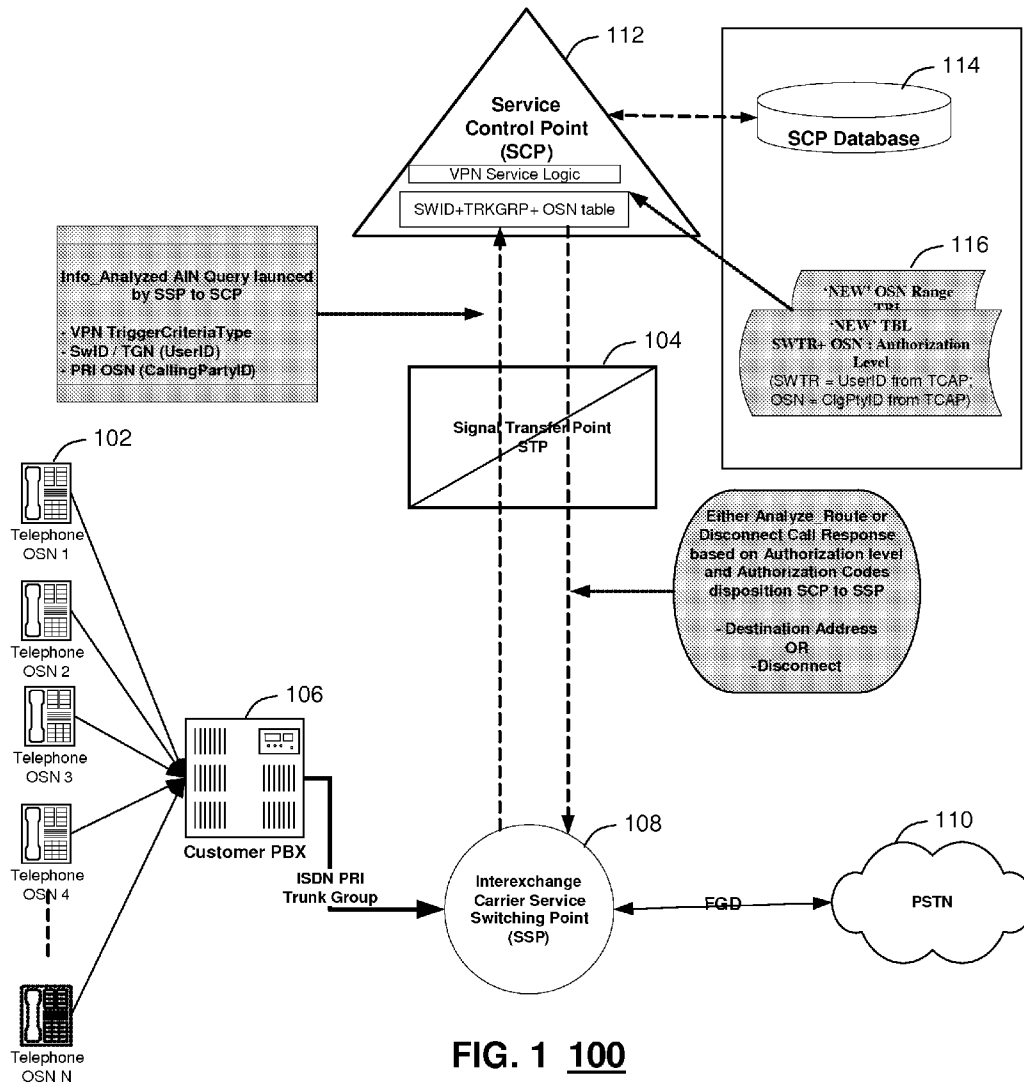 112
Service
Control Point
(SCP)
VPN Service Logic
SWID+TRKGRP+ OSN table
114
SCP Database
116
'NEW' OSN Range
TBL
'NEW' TBL
SWTR+ OSN : Authorization
Level
(SWTR = UserID from TCAP;
OSN = ClgPtyID from TCAP)
Info_Analyzed AIN Query launced
by SSP to SCP
- VPN TriggerCriteriaType
- SwID / TGN (UserID)
- PRI OSN (CallingPartyID)
104
Signal Transfer Point
STP
Either Analyze_Route or
Disconnect Call Response
based on Authorization level
and Authorization Codes
disposition SCP to SSP
- Destination Address
OR
-Disconnect
102
Telephone
OSN 1
Telephone
OSN 2
Telephone
OSN 3
Telephone
OSN 4
Telephone
OSN N
106
Customer PBX
ISDN PRI
Trunk Group
108
Interexchange
Carrier Service
Switching Point
(SSP)
FGD
110
PSTN
FIG. 1 100